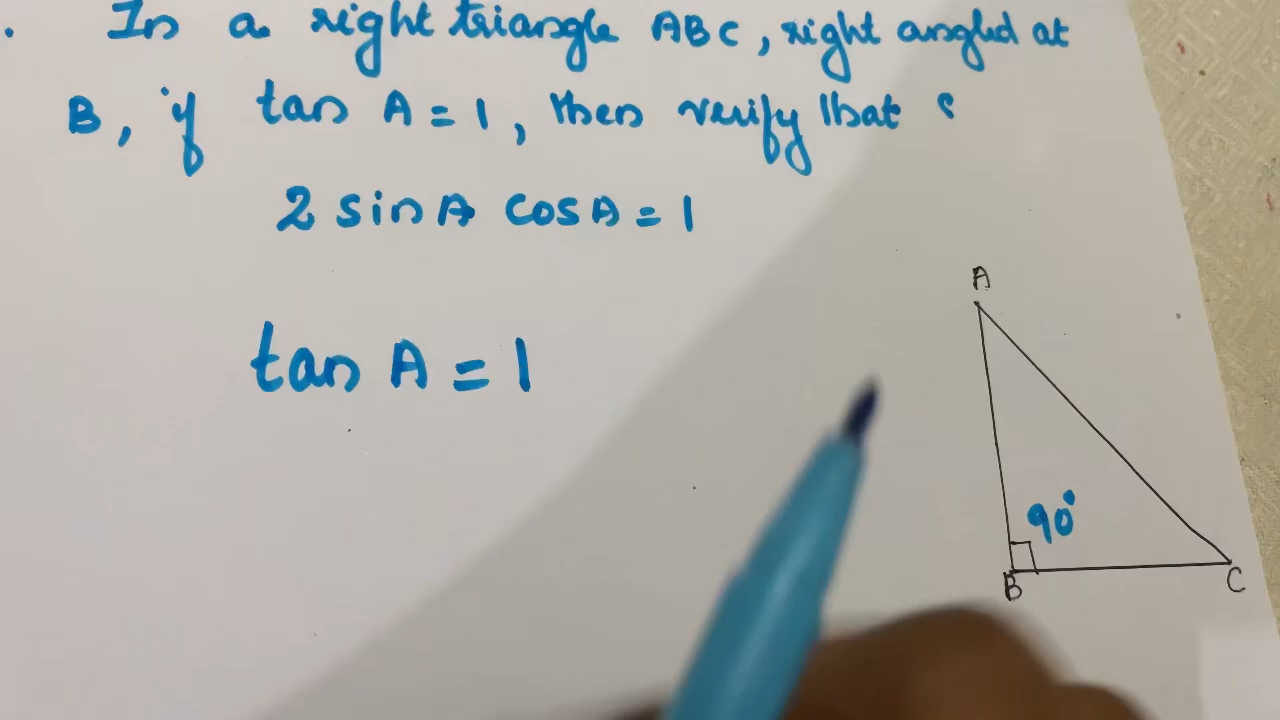 . In a right triangle ABC, right angled at
B, if tan A = 1, then verify that
2 sin A cos A = 1
tan A = 1
A
90°
B
C